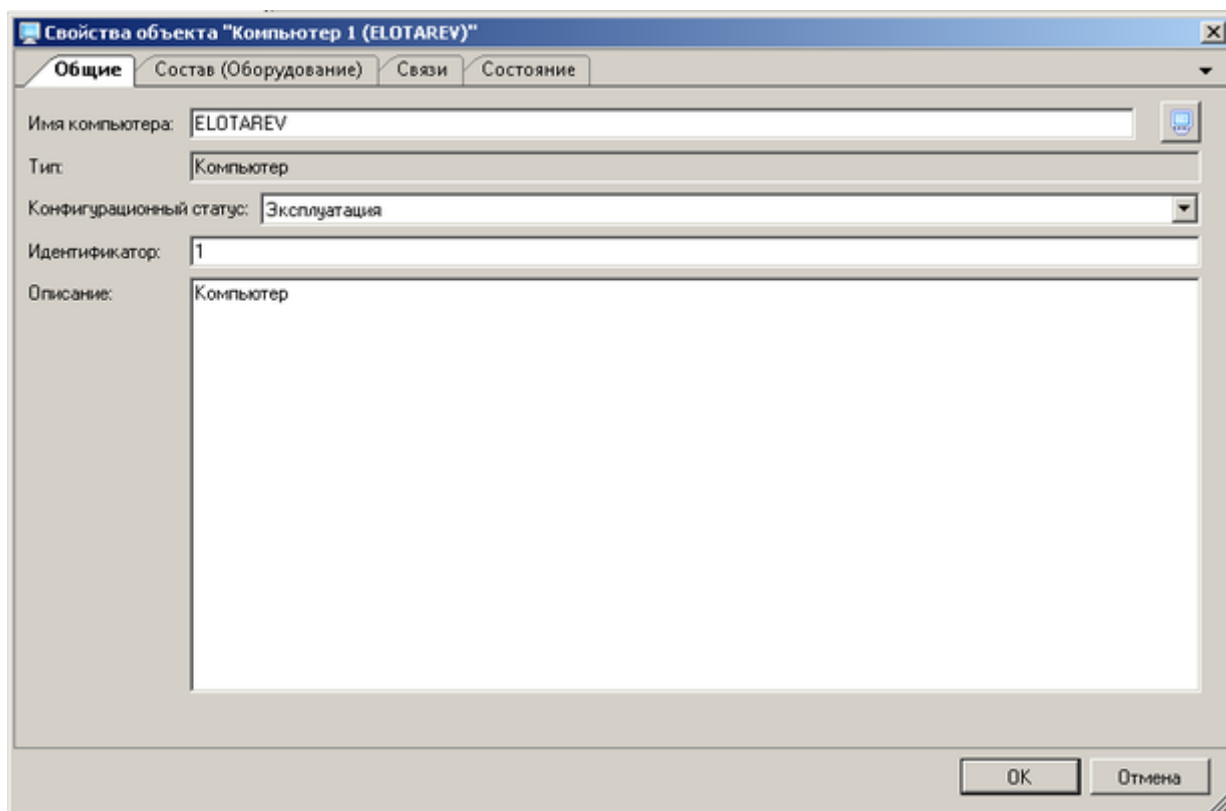 Свойства объекта "Компьютер 1 (ELOTAREV)"
Общие Состав (Оборудование) Связи Состояние
Имя компьютера: ELOTAREV
Тип: Компьютер
Конфигурационный статус: Эксплуатация
Идентификатор: 1
Описание: Компьютер
OK Отмена